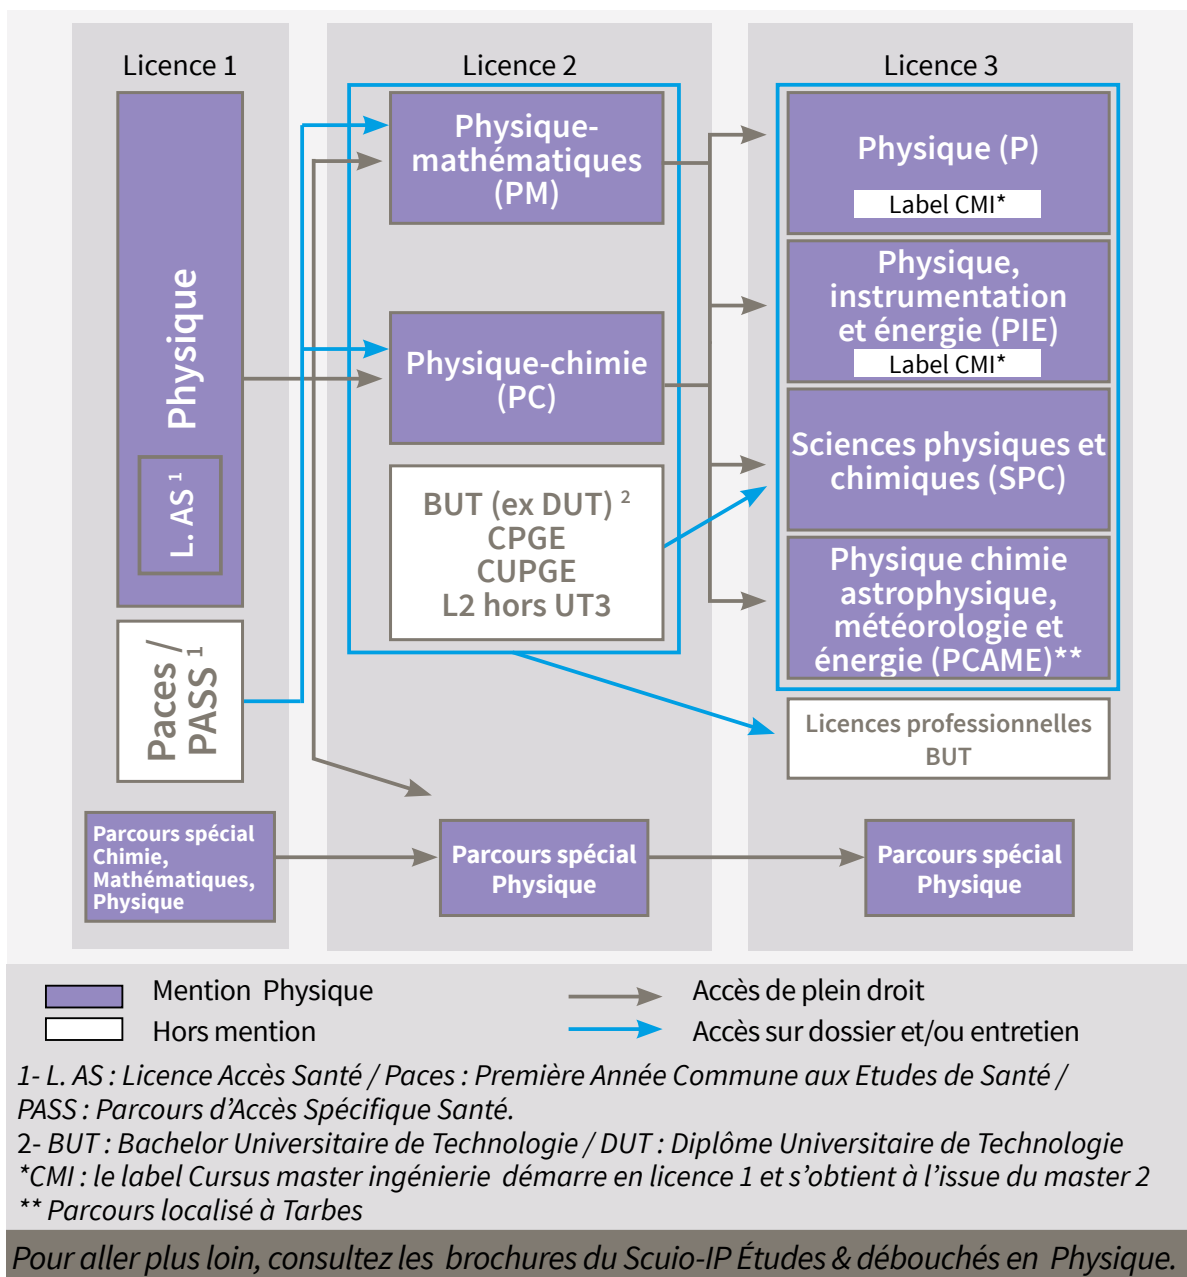 Licence 1
Licence 2
Licence 3
Physique
L. AS 1
Paces /
PASS 1
Parcours spécial
Chimie,
Mathématiques,
Physique
Physique-
mathématiques
(PM)
Physique-chimie
(PC)
BUT (ex DUT) 2
CPGE
CUPGE
L2 hors UT3
Parcours spécial
Physique
Physique (P)
Label CMI*
Physique,
instrumentation
et énergie (PIE)
Label CMI*
Sciences physiques et
chimiques (SPC)
Physique chimie
astrophysique,
météorologie et
énergie (PCAME)**
Licences professionnelles
BUT
Parcours spécial
Physique
Mention Physique
Accès de plein droit
Hors mention
Accès sur dossier et/ou entretien
1- L. AS : Licence Accès Santé / Paces : Première Année Commune aux Etudes de Santé /
PASS : Parcours d’Accès Spécifique Santé.
2- BUT : Bachelor Universitaire de Technologie / DUT : Diplôme Universitaire de Technologie
*CMI : le label Cursus master ingénierie démarre en licence 1 et s’obtient à l’issue du master 2
** Parcours localisé à Tarbes
Pour aller plus loin, consultez les brochures du Scuio-IP Études & débouchés en Physique.